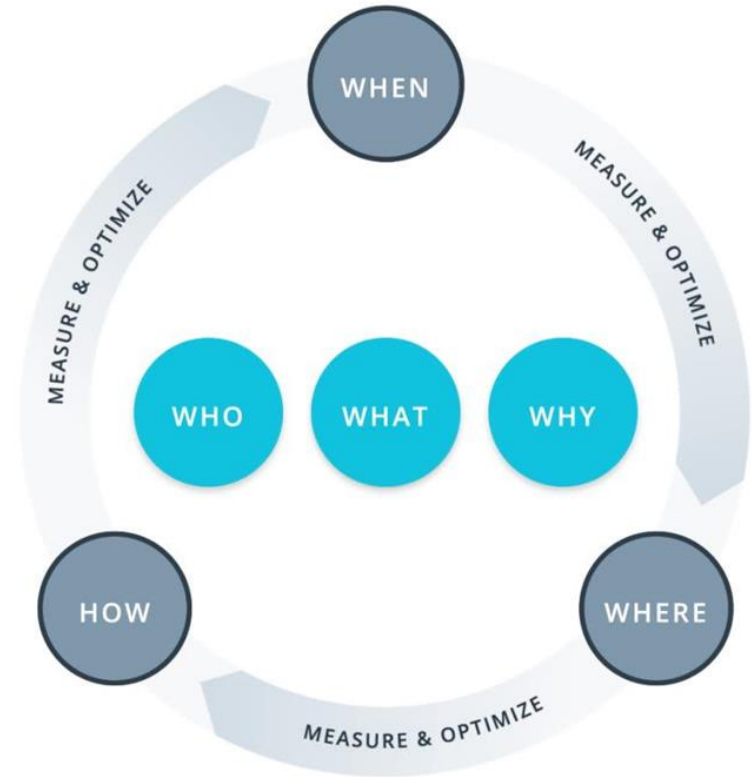 WHEN
MEASURE & OPTIMIZE
MEASURE & OPTIMIZE
WHO
WHAT
WHY
HOW
WHERE
MEASURE & OPTIMIZE